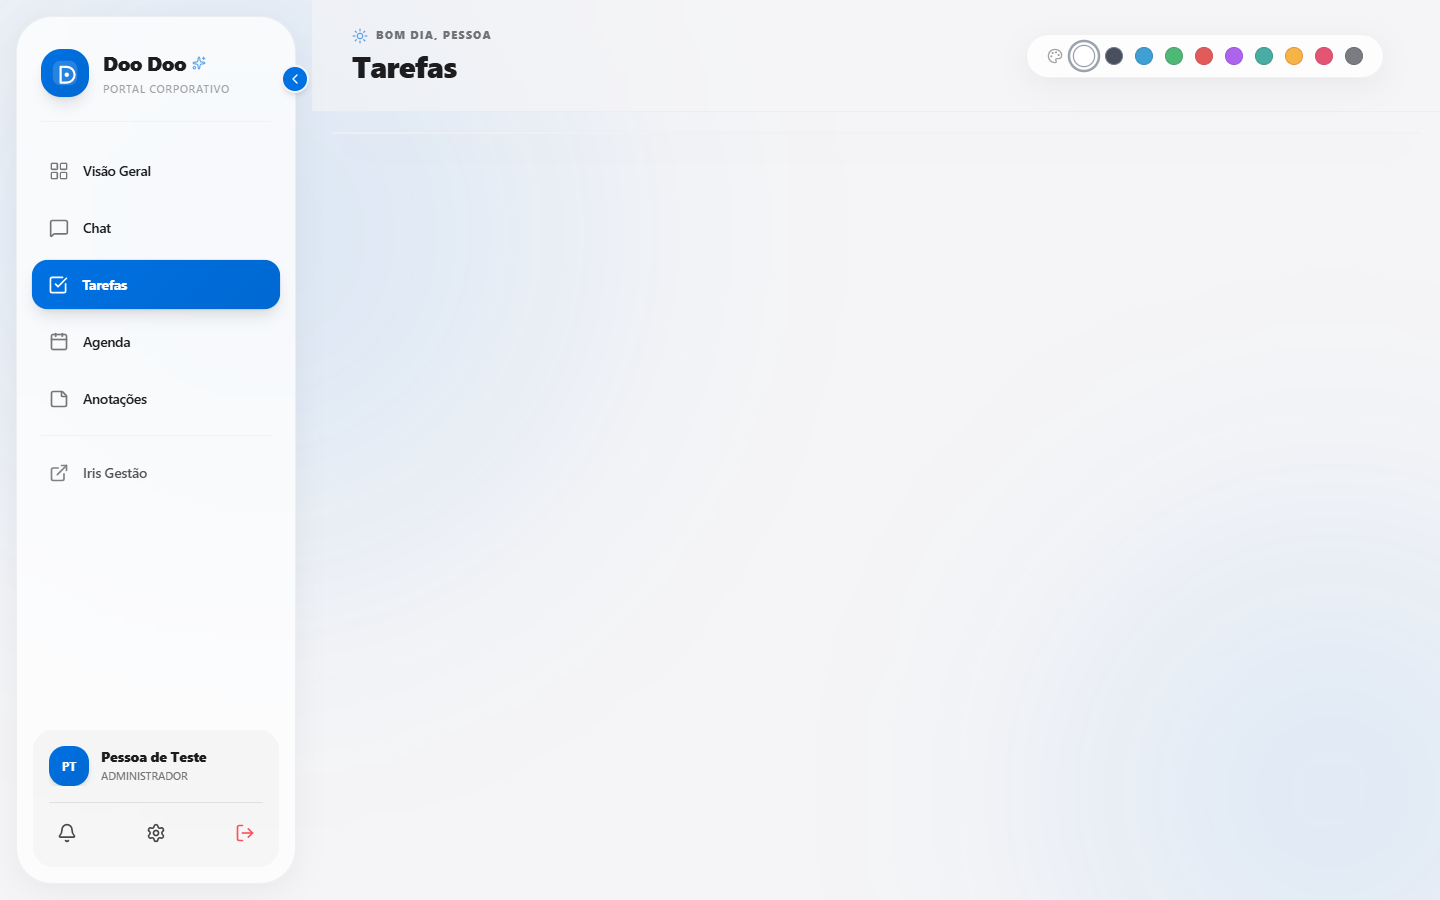 Doo Doo
PORTAL CORPORATIVO
Visão Geral
Chat
Tarefas
Agenda
Anotações
Iris Gestão
PT
Pessoa de Teste
ADMINISTRADOR
BOM DIA, PESSOA
Tarefas